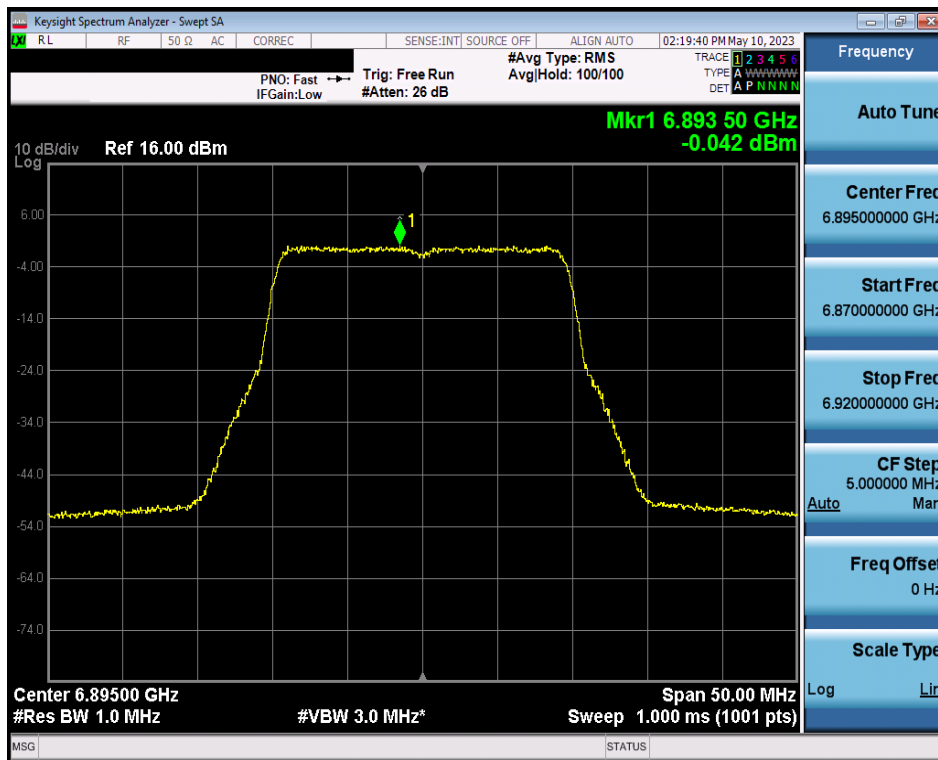 Keysight Spectrum Analyzer - Swept SA
LXI RL RF 50 Ω AC CORREC SENSE:INT SOURCE OFF ALIGN AUTO 02:19:40 PM May 10, 2023
Frequency
PNO: Fast
IFGain:Low
Trig: Free Run
#Atten: 26 dB
#Avg Type: RMS
Avg|Hold: 100/100
TRACE 1 2 3 4 5 6
TYPE A WWWWW
DET A P N N N N
Auto Tune
Mkr1 6.893 50 GHz
-0.042 dBm
10 dB/div Ref 16.00 dBm
Log
1
6.00
-4.00
-14.0
-24.0
-34.0
-44.0
-54.0
-64.0
-74.0
Center Freq
6.895000000 GHz
Start Freq
6.870000000 GHz
Stop Freq
6.920000000 GHz
CF Step
5.000000 MHz
Auto Man
Freq Offset
0 Hz
Scale Type
Log Lin
Center 6.89500 GHz Span 50.00 MHz
#Res BW 1.0 MHz #VBW 3.0 MHz* Sweep 1.000 ms (1001 pts)
MSG STATUS